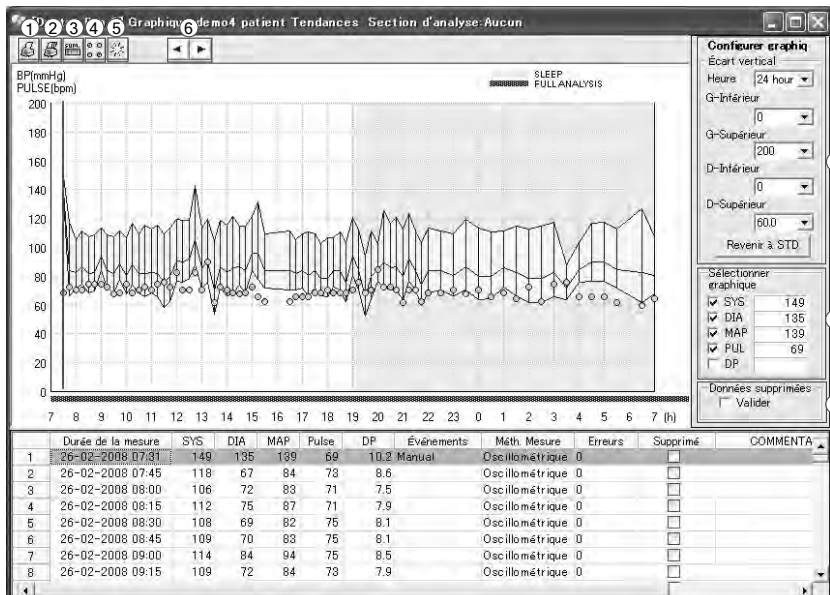 Graphiqu demo4 patient Tendances Section d'analyse:Aucun
① ② ③ ④ ⑤ ⑥
SUM.
BP(mmHg)
PULSE(bpm)
SLEEP
FULL ANALYSIS
200
180
160
140
120
100
80
60
40
20
0
7 8 9 10 11 12 13 14 15 16 17 18 19 20 21 22 23 0 1 2 3 4 5 6 7 (h)
Configurer graphiq
Écart vertical
Heure 24 hour
G-Inférieur
0
G-Supérieur
200
D-Inférieur
0
D-Supérieur
60.0
Revenir à STD
Sélectionner
graphique
SYS 149
DIA 135
MAP 139
PUL 69
DP
Données supprimées
Valider
Durée de la mesure SYS DIA MAP Pulse DP Événements Méth. Mesure Erreurs Supprimé COMMENTA
1 26-02-2008 07:31 149 135 139 69 10.2 Manual Oscillométrique 0
2 26-02-2008 07:45 118 67 84 73 8.6 Oscillométrique 0
3 26-02-2008 08:00 106 72 83 71 7.5 Oscillométrique 0
4 26-02-2008 08:15 112 75 87 71 7.9 Oscillométrique 0
5 26-02-2008 08:30 108 69 82 75 8.1 Oscillométrique 0
6 26-02-2008 08:45 109 70 83 75 8.1 Oscillométrique 0
7 26-02-2008 09:00 114 84 94 75 8.5 Oscillométrique 0
8 26-02-2008 09:15 109 72 84 73 7.9 Oscillométrique 0